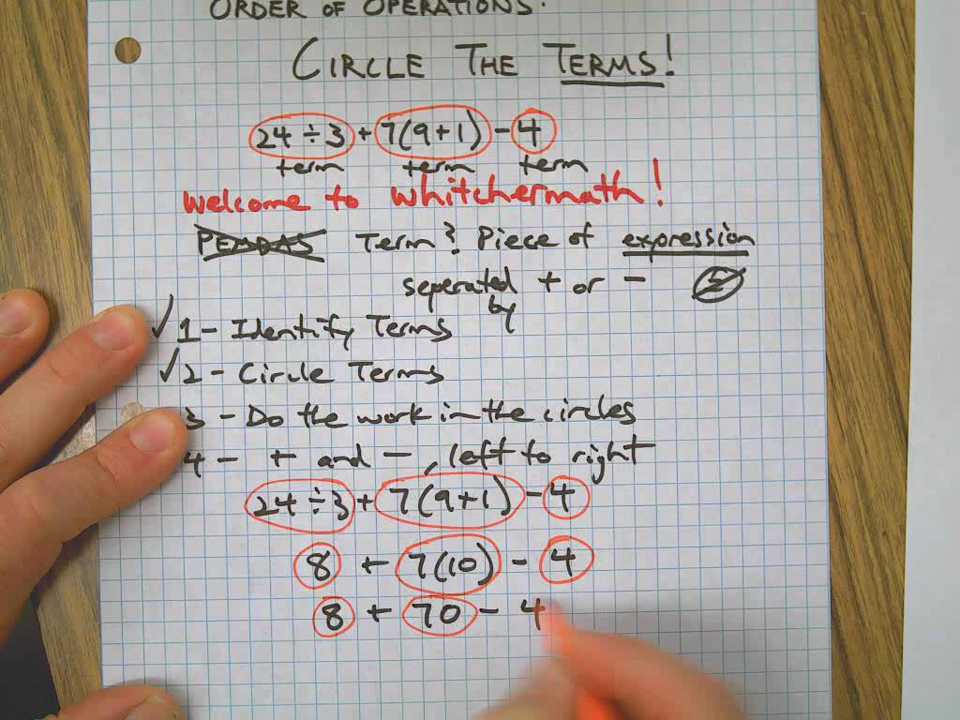 ORDER OF OPERATIONS.
CIRCLE THE TERMS!
24 ÷ 3 + 7(9+1) - 4
term term term
welcome to whitchermath!
PEMDAS Term? Piece of expression
seperated + or -
by
1 - Identify Terms
2 - Circle Terms
3 - Do the work in the circles
4 - + and -, left to right
24 ÷ 3 + 7(9+1) - 4
8 + 7(10) - 4
8 + 70 - 4